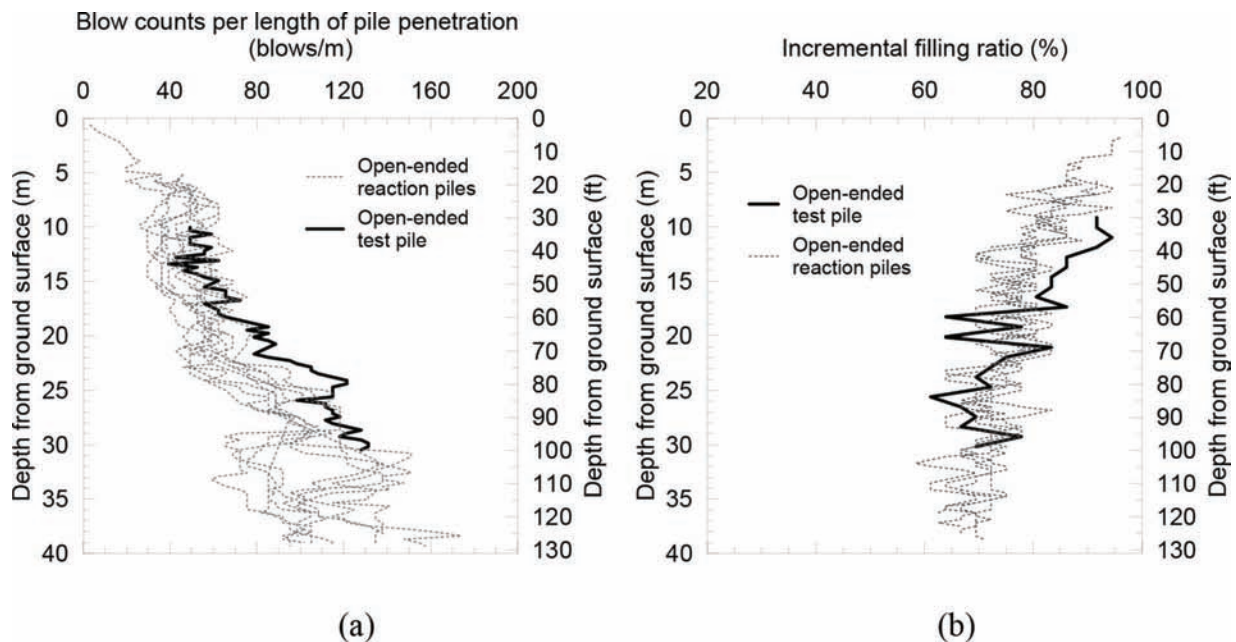 Blow counts per length of pile penetration
(blows/m)
0 40 80 120 160 200
0
5
10
15
20
25
30
35
40
Depth from ground surface (m)
Open-ended
reaction piles
Open-ended
test pile
0
10
20
30
40
50
60
70
80
90
100
110
120
130
Depth from ground surface (ft)
(a)
Incremental filling ratio (%)
20 40 60 80 100
0
5
10
15
20
25
30
35
40
Depth from ground surface (m)
Open-ended
test pile
Open-ended
reaction piles
0
10
20
30
40
50
60
70
80
90
100
110
120
130
Depth from ground surface (ft)
(b)